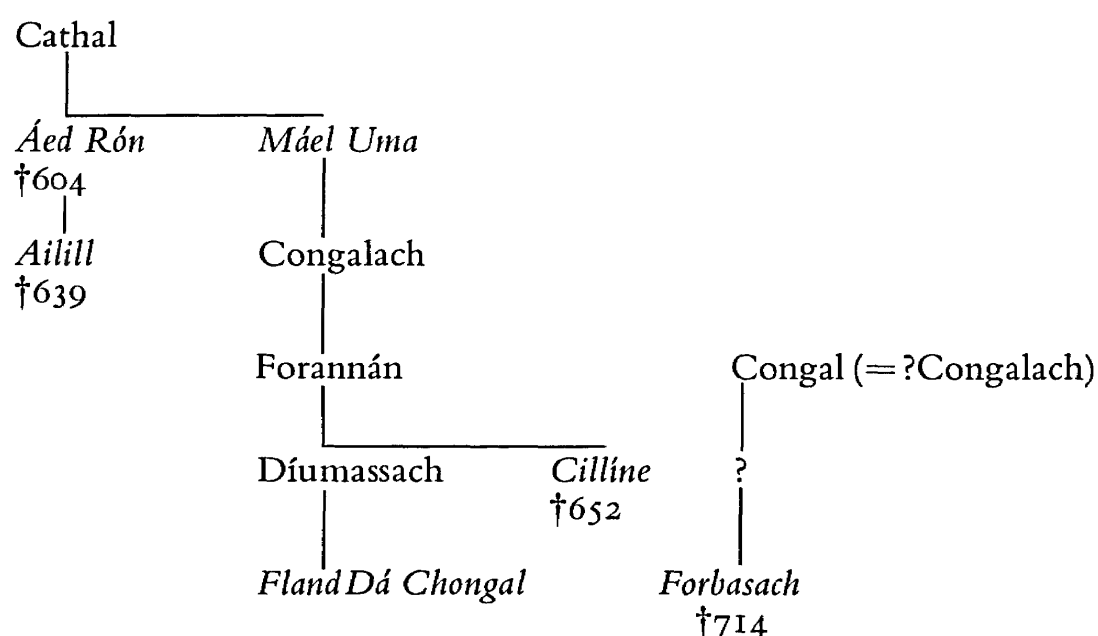 Cathal
Áed Rón Máel Uma
†604
Ailill Congalach
†639
Forannán Congal (=?Congalach)
Díumassach Cillíne ?
†652
Fland Dá Chongal Forbasach
†714